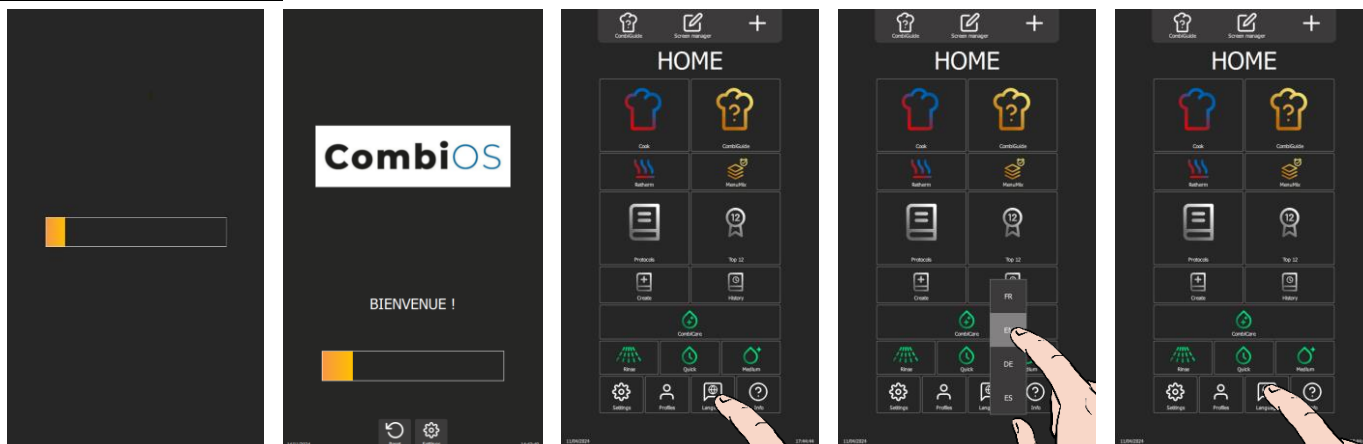 CombiOS
BIENVENUE !
CombiGuide
Screen manager
HOME
Cook
CombiGuide
Retherm
MenuMix
Protocols
12
Top 12
Create
History
CombiCare
Rinse
Quick
Medium
Settings
Profiles
Info
11/04/2024
17:44:44
CombiGuide
Screen manager
HOME
Cook
CombiGuide
Retherm
MenuMix
Protocols
12
Top 12
Create
FR
DE
ES
CombiCare
Rinse
Quick
Settings
Profiles
11/04/2024
CombiGuide
Screen manager
HOME
Cook
CombiGuide
Retherm
MenuMix
Protocols
12
Top 12
Create
History
CombiCare
Rinse
Quick
Medium
Settings
Profiles
Info
11/04/2024